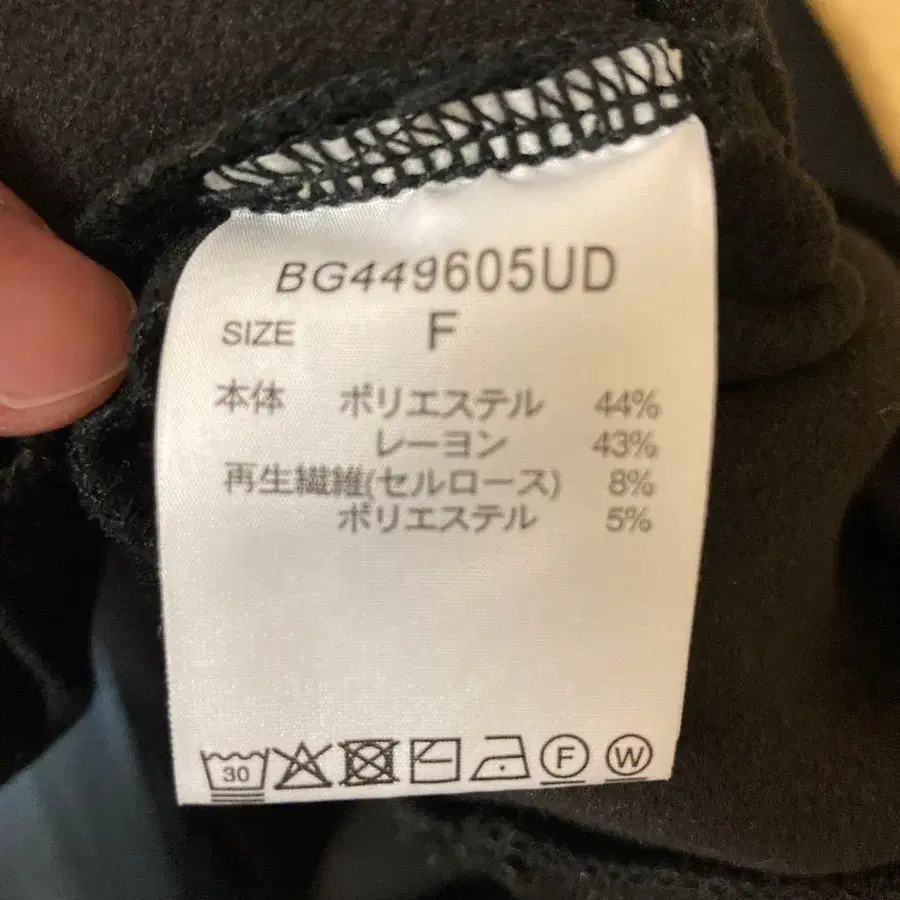 BG449605UD
SIZE F
本体 ポリエステル 44%
レーヨン 43%
再生繊維(セルロース) 8%
ポリエステル 5%
30 F W